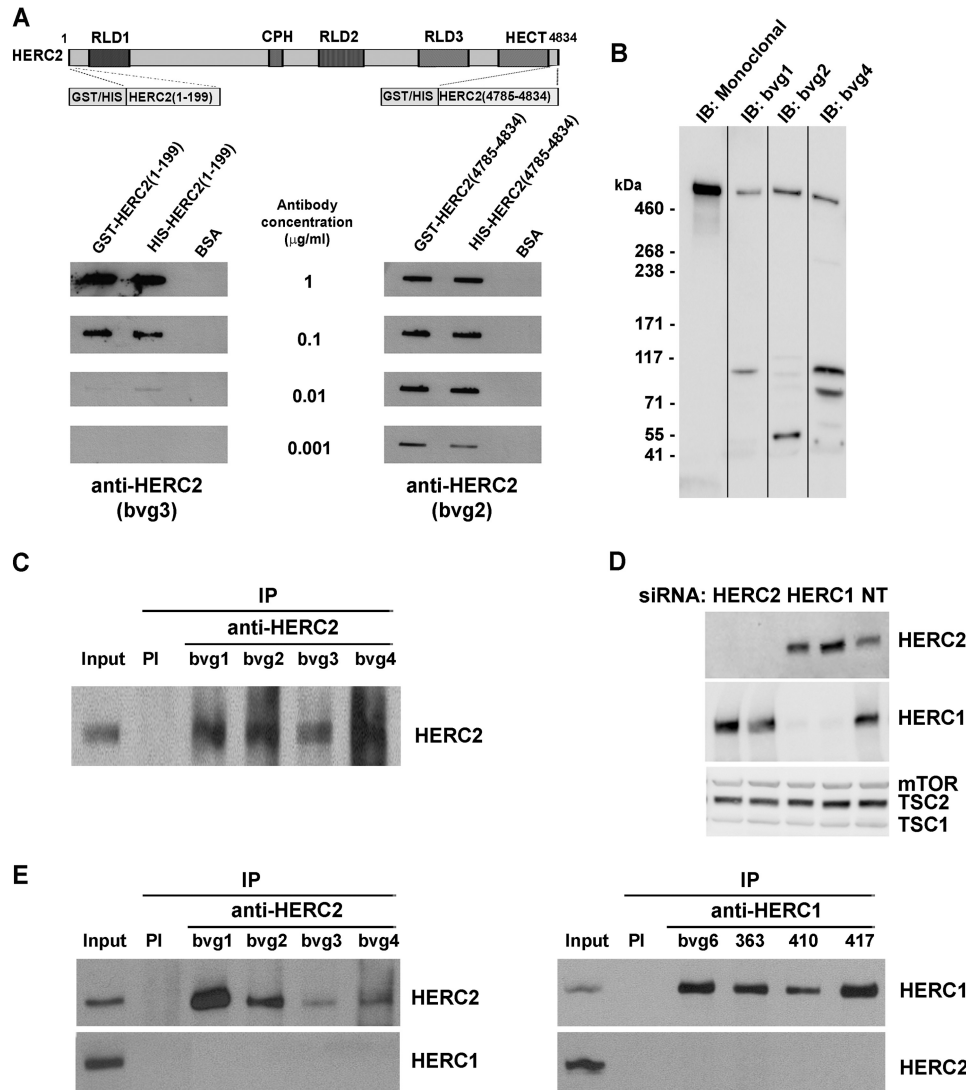 A
1
RLD1
CPH
RLD2
RLD3
HECT
4834
HERC2
GST/HIS HERC2(1-199)
GST/HIS HERC2(4785-4834)
GST-HERC2(1-199)
HIS-HERC2(1-199)
BSA
Antibody
concentration
(µg/ml)
GST-HERC2(4785-4834)
HIS-HERC2(4785-4834)
BSA
1
0.1
0.01
0.001
anti-HERC2
(bvg3)
anti-HERC2
(bvg2)
B
IB: Monoclonal
IB: bvg1
IB: bvg2
IB: bvg4
kDa
460 -
268 -
238 -
171 -
117 -
71 -
55 -
41 -
C
IP
anti-HERC2
Input PI bvg1 bvg2 bvg3 bvg4
HERC2
D
siRNA: HERC2 HERC1 NT
HERC2
HERC1
mTOR
TSC2
TSC1
E
IP
anti-HERC2
Input PI bvg1 bvg2 bvg3 bvg4
HERC2
HERC1
IP
anti-HERC1
Input PI bvg6 363 410 417
HERC1
HERC2